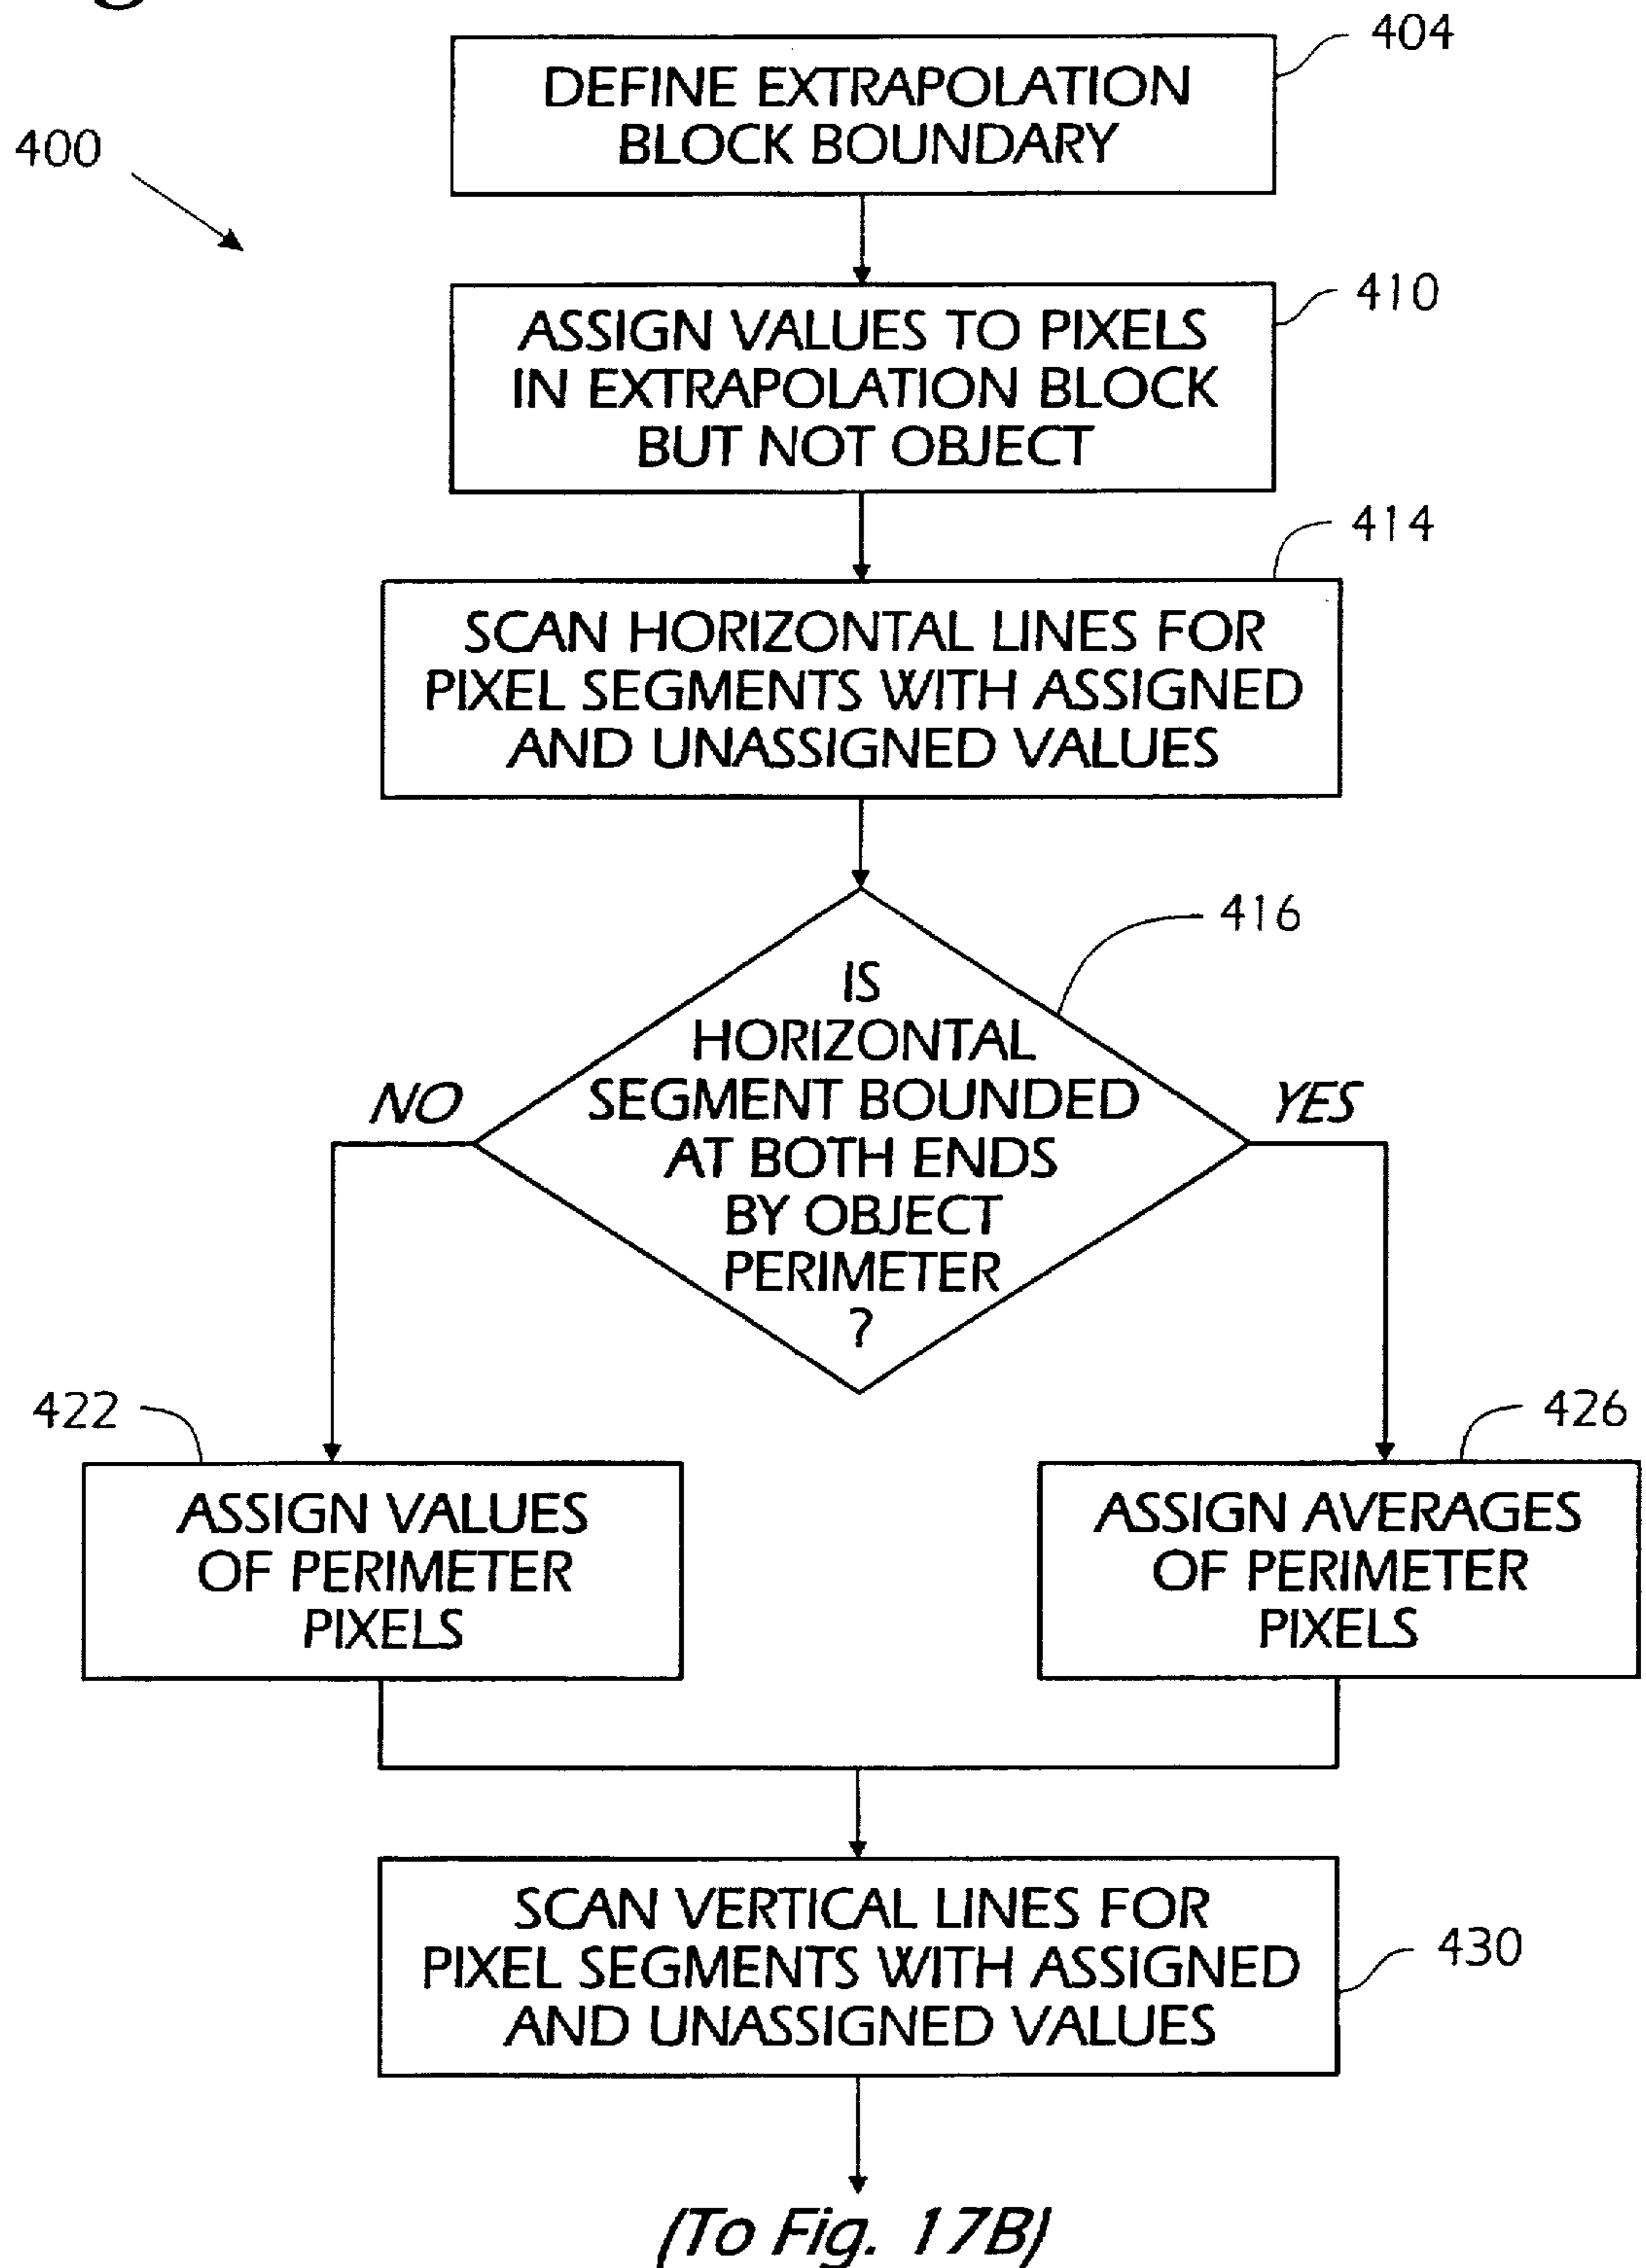 404
DEFINE EXTRAPOLATION
BLOCK BOUNDARY
400
410
ASSIGN VALUES TO PIXELS
IN EXTRAPOLATION BLOCK
BUT NOT OBJECT
414
SCAN HORIZONTAL LINES FOR
PIXEL SEGMENTS WITH ASSIGNED
AND UNASSIGNED VALUES
416
IS
HORIZONTAL
SEGMENT BOUNDED
AT BOTH ENDS
BY OBJECT
PERIMETER
?
NO
YES
422
ASSIGN VALUES
OF PERIMETER
PIXELS
426
ASSIGN AVERAGES
OF PERIMETER
PIXELS
SCAN VERTICAL LINES FOR
PIXEL SEGMENTS WITH ASSIGNED
AND UNASSIGNED VALUES
430
(To Fig. 17B)